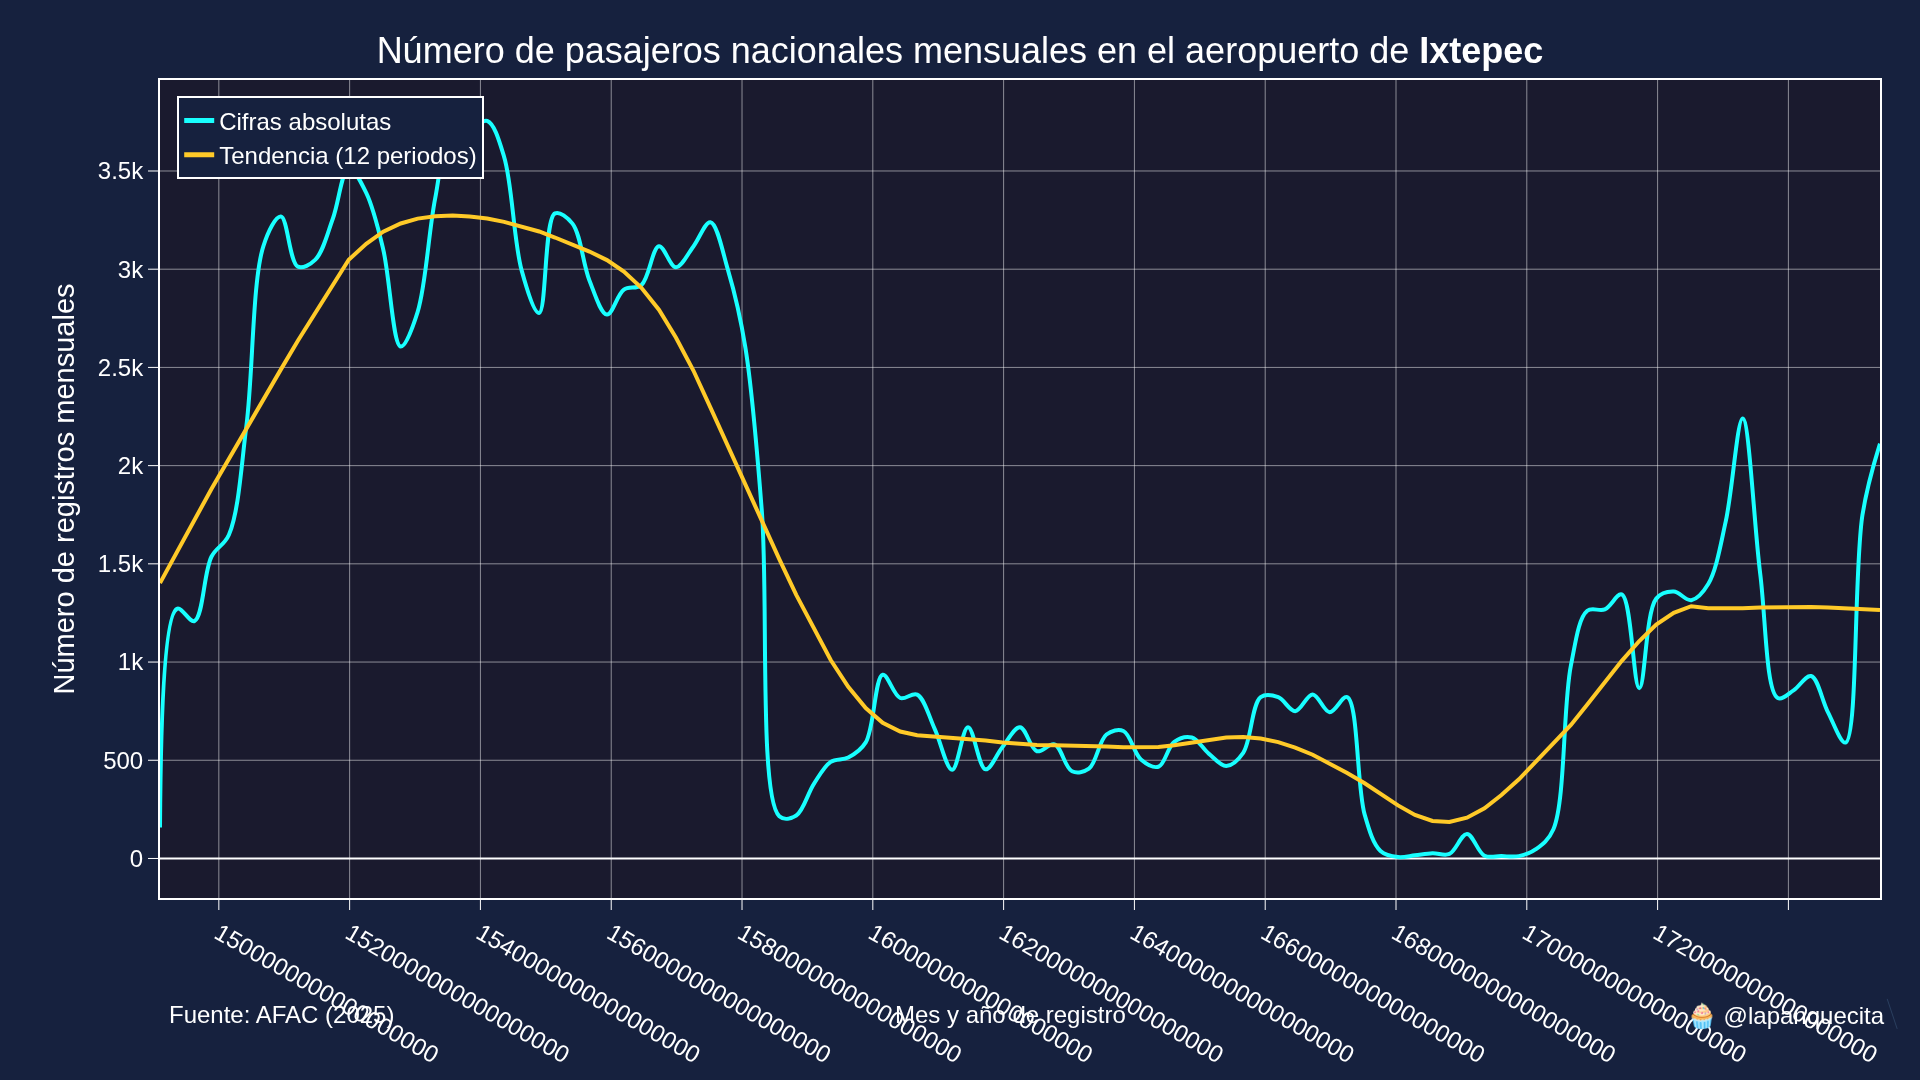 Número de pasajeros nacionales mensuales en el aeropuerto de Ixtepec
Cifras absolutas
Tendencia (12 periodos)
Número de registros mensuales
3.5k
3k
2.5k
2k
1.5k
1k
500
0
1500000000000000000
1520000000000000000
1540000000000000000
1560000000000000000
1580000000000000000
1600000000000000000
1620000000000000000
1640000000000000000
1660000000000000000
1680000000000000000
1700000000000000000
1720000000000000000
Fuente: AFAC (2025)
Mes y año de registro
🧁 @lapanquecita